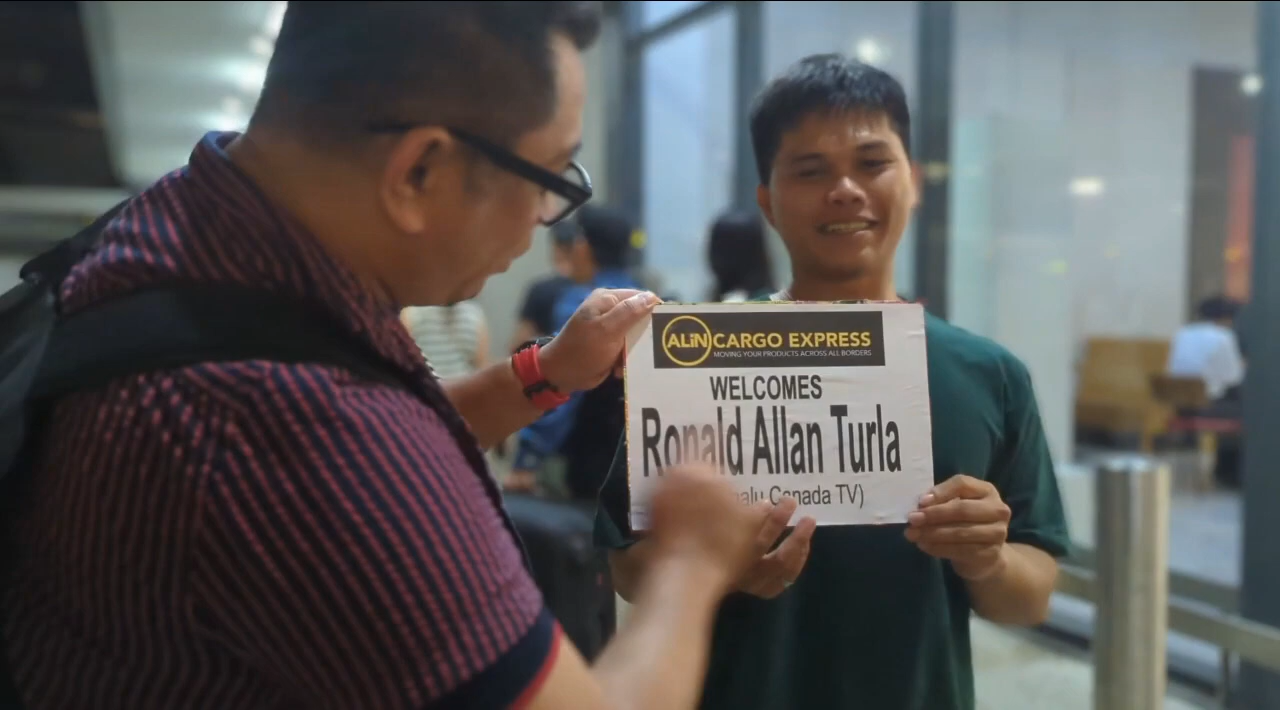 ALiN CARGO EXPRESS
MOVING YOUR PRODUCTS ACROSS ALL BORDERS
WELCOMES
Ronald Allan Turla
Canada TV)